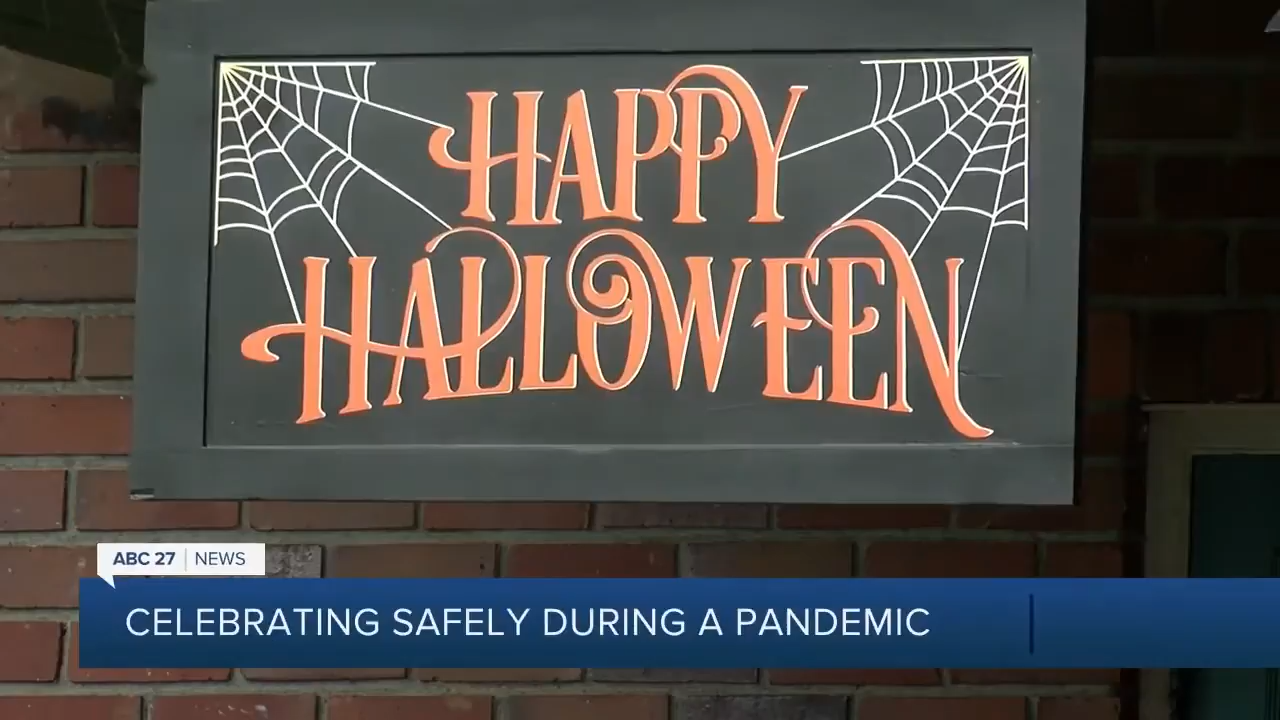 HAPPY
HALLOWEEN
ABC 27 | NEWS
CELEBRATING SAFELY DURING A PANDEMIC